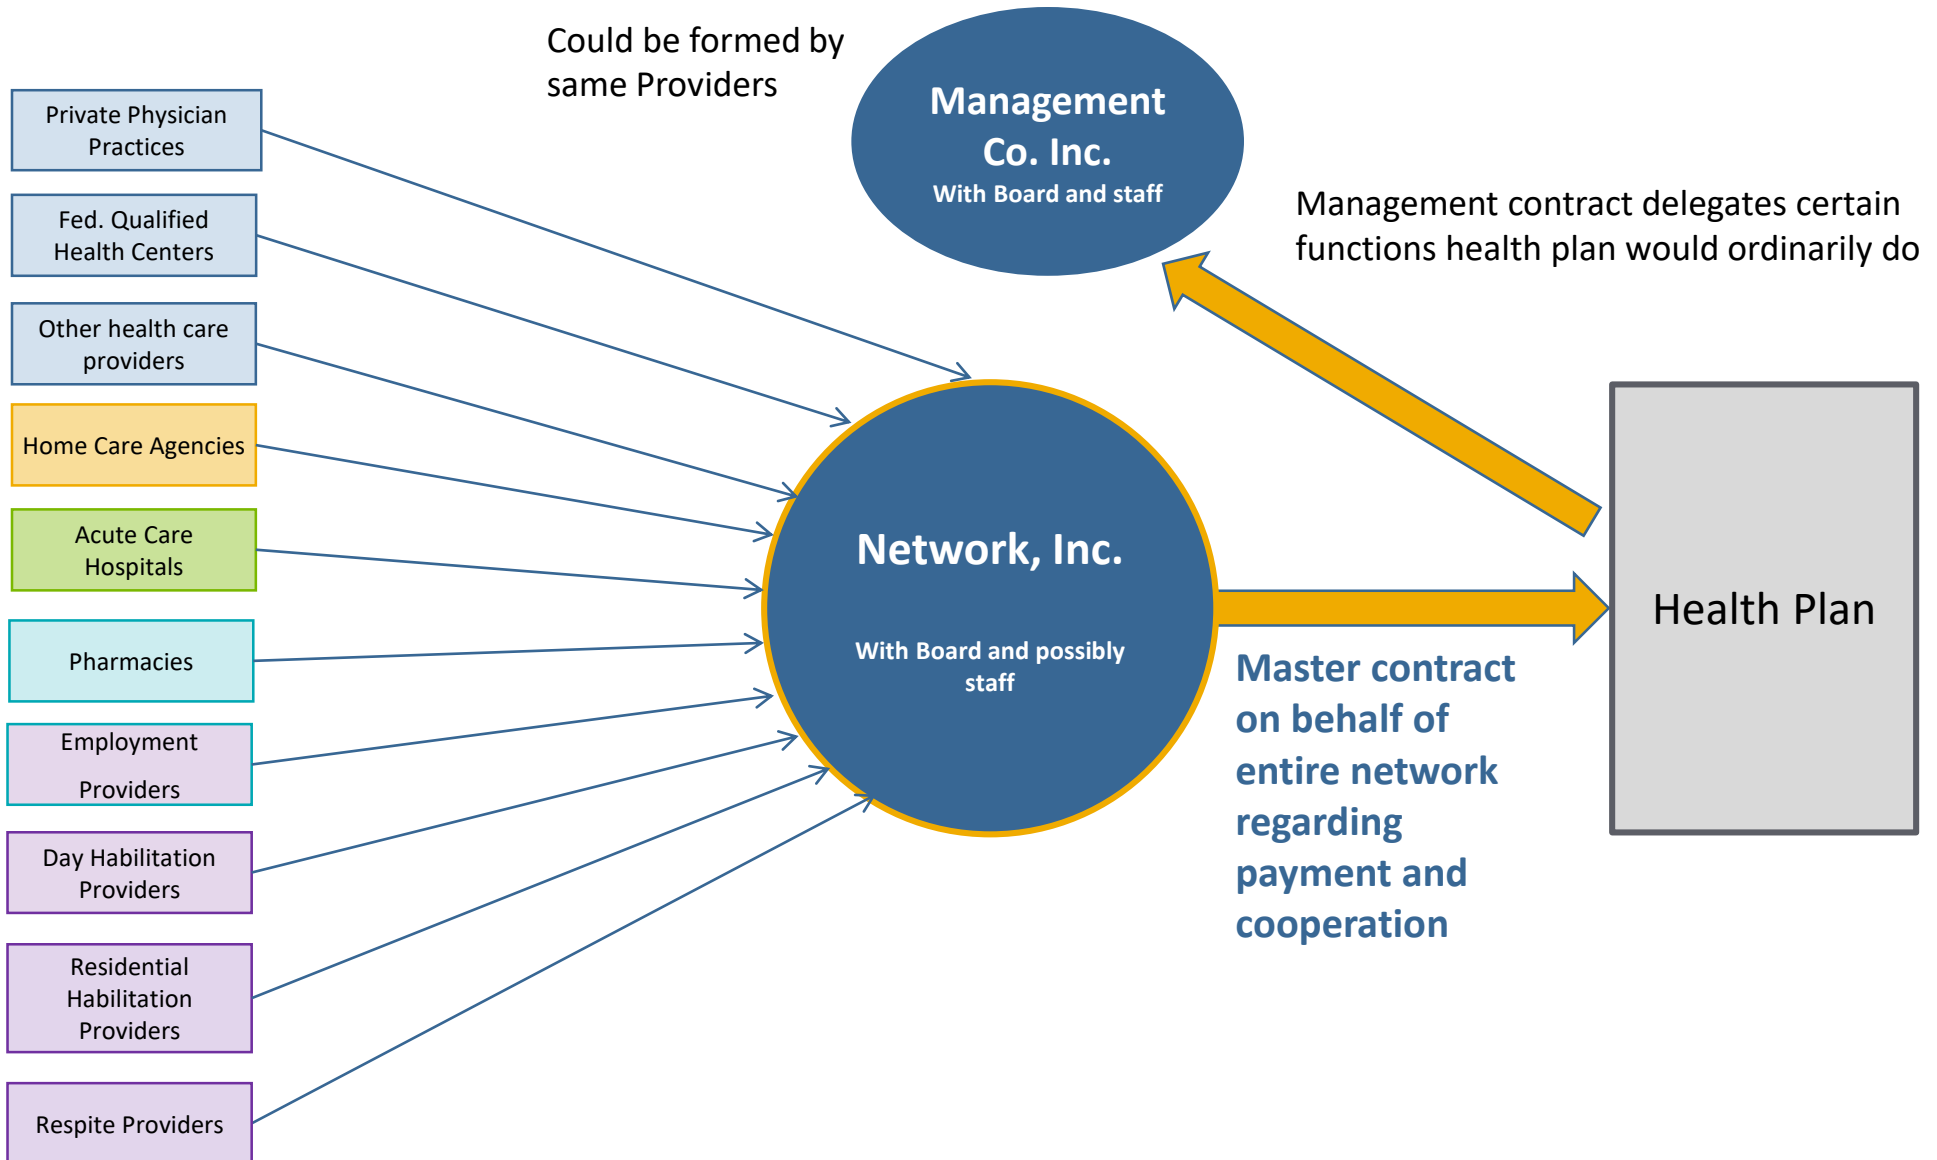 Could be formed by
same Providers
Management
Co. Inc.
With Board and staff
Management contract delegates certain
functions health plan would ordinarily do
Private Physician
Practices
Fed. Qualified
Health Centers
Other health care
providers
Home Care Agencies
Acute Care
Hospitals
Pharmacies
Employment
Providers
Day Habilitation
Providers
Residential
Habilitation
Providers
Respite Providers
Network, Inc.
With Board and possibly
staff
Master contract
on behalf of
entire network
regarding
payment and
cooperation
Health Plan